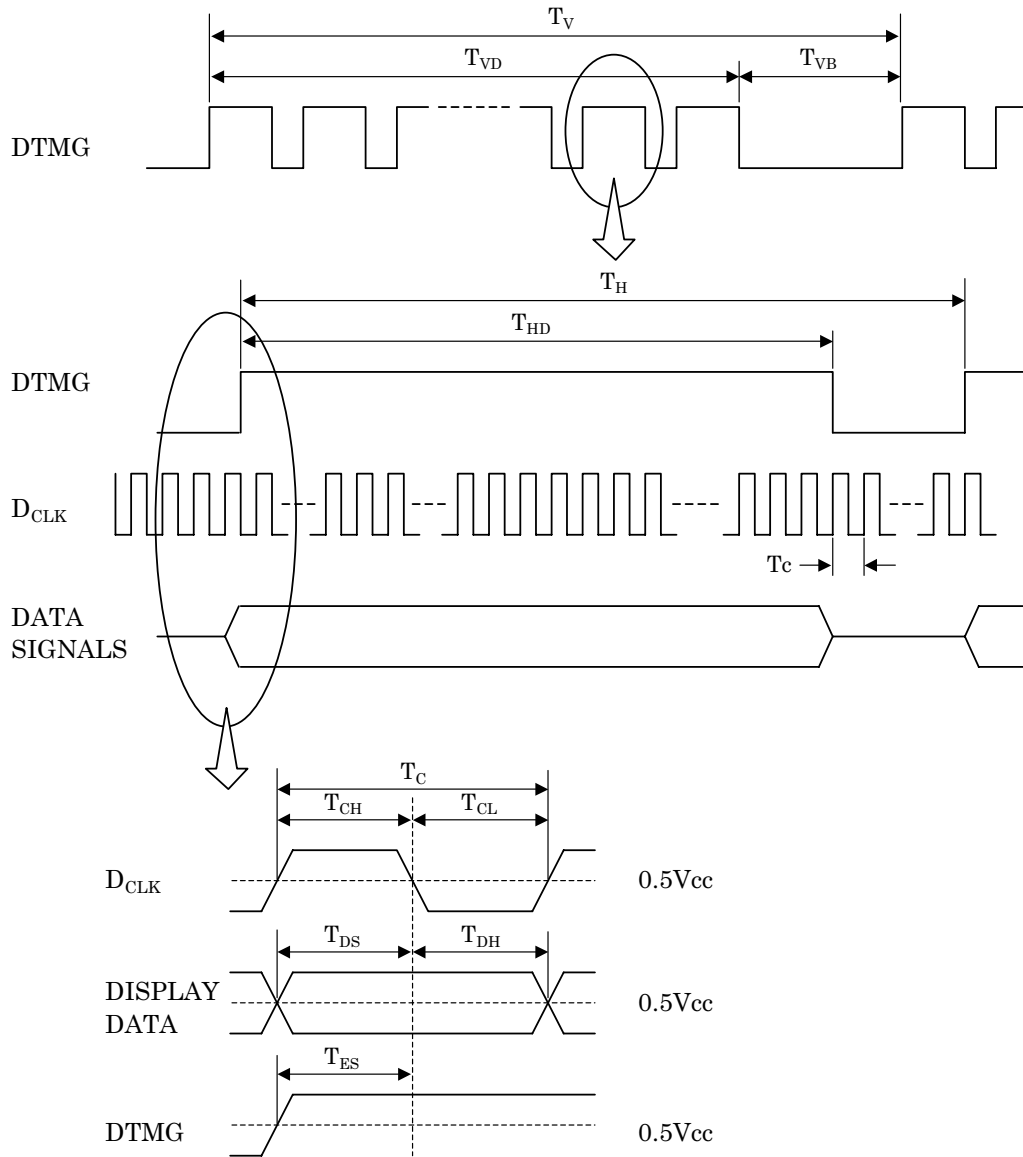 T_V
T_VD T_VB
DTMG
T_H
T_HD
DTMG
D_CLK
Tc
DATA
SIGNALS
T_C
T_CH T_CL
D_CLK 0.5Vcc
T_DS T_DH
DISPLAY
DATA 0.5Vcc
T_ES
DTMG 0.5Vcc